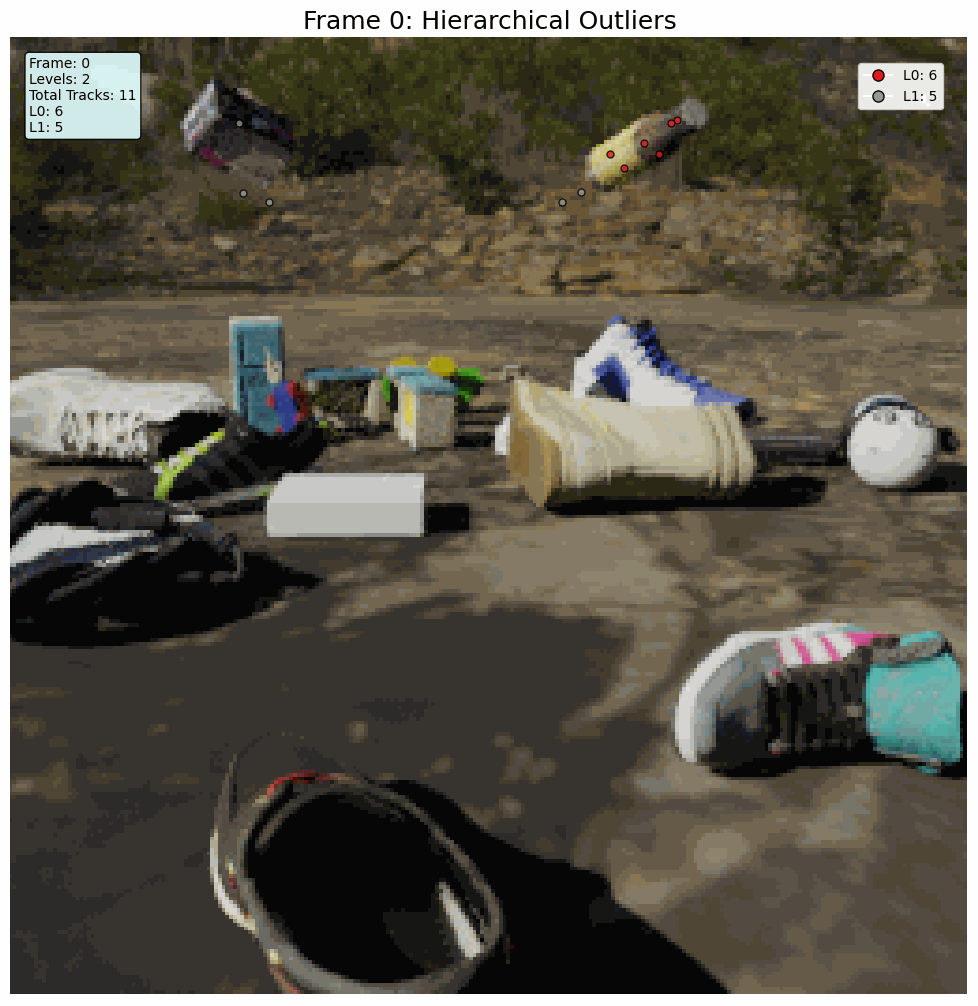 Frame 0: Hierarchical Outliers
Frame: 0
Levels: 2
Total Tracks: 11
L0: 6
L1: 5
L0: 6
L1: 5